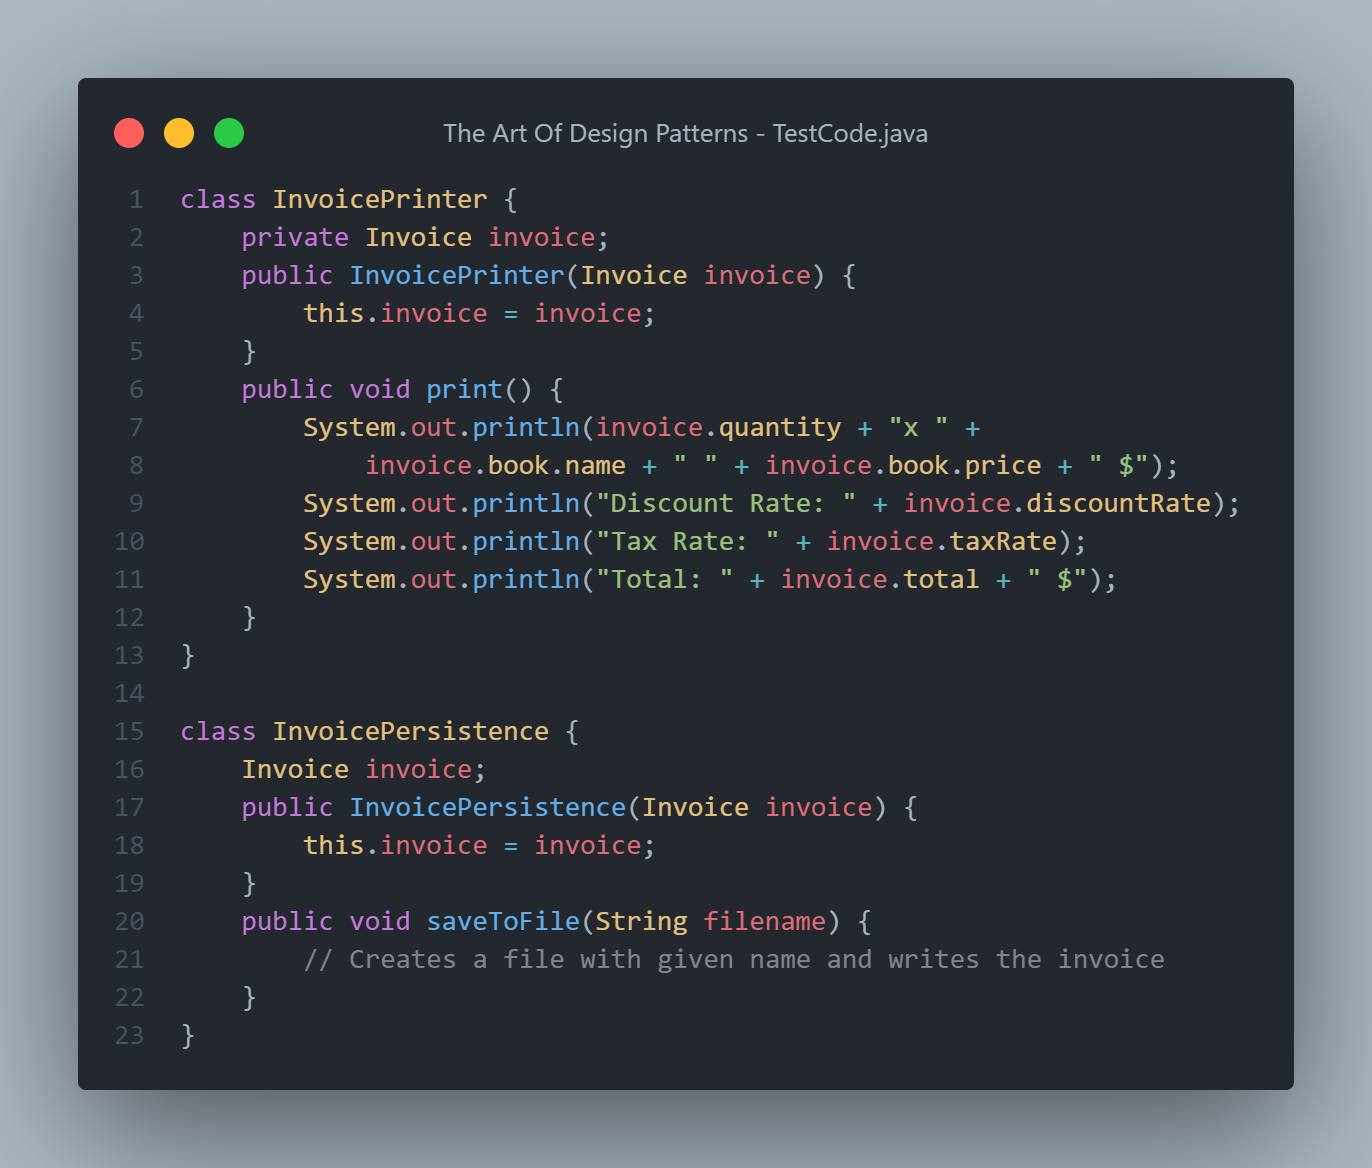 The Art Of Design Patterns - TestCode.java
1 class InvoicePrinter {
2     private Invoice invoice;
3     public InvoicePrinter(Invoice invoice) {
4         this.invoice = invoice;
5     }
6     public void print() {
7         System.out.println(invoice.quantity + "x " +
8             invoice.book.name + " " + invoice.book.price + " $");
9         System.out.println("Discount Rate: " + invoice.discountRate);
10         System.out.println("Tax Rate: " + invoice.taxRate);
11         System.out.println("Total: " + invoice.total + " $");
12     }
13 }
14
15 class InvoicePersistence {
16     Invoice invoice;
17     public InvoicePersistence(Invoice invoice) {
18         this.invoice = invoice;
19     }
20     public void saveToFile(String filename) {
21         // Creates a file with given name and writes the invoice
22     }
23 }